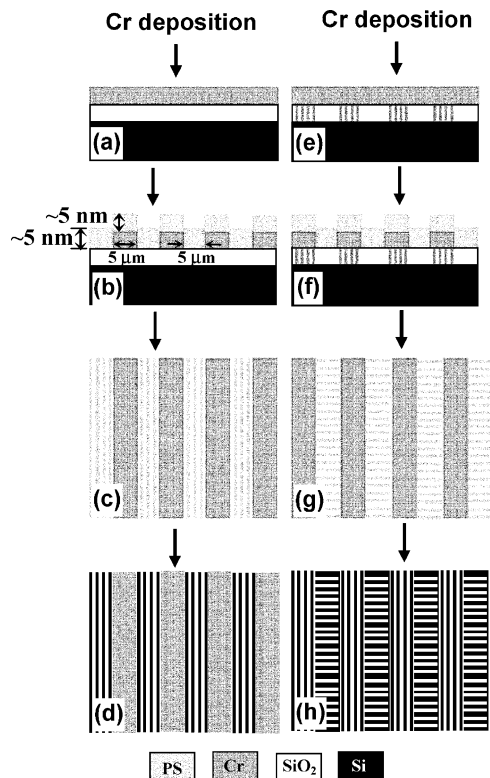 Cr deposition
Cr deposition
(a)
(e)
~5 nm
~5 nm
5 μm
5 μm
(b)
(f)
(c)
(g)
(d)
(h)
PS
Cr
SiO₂
Si